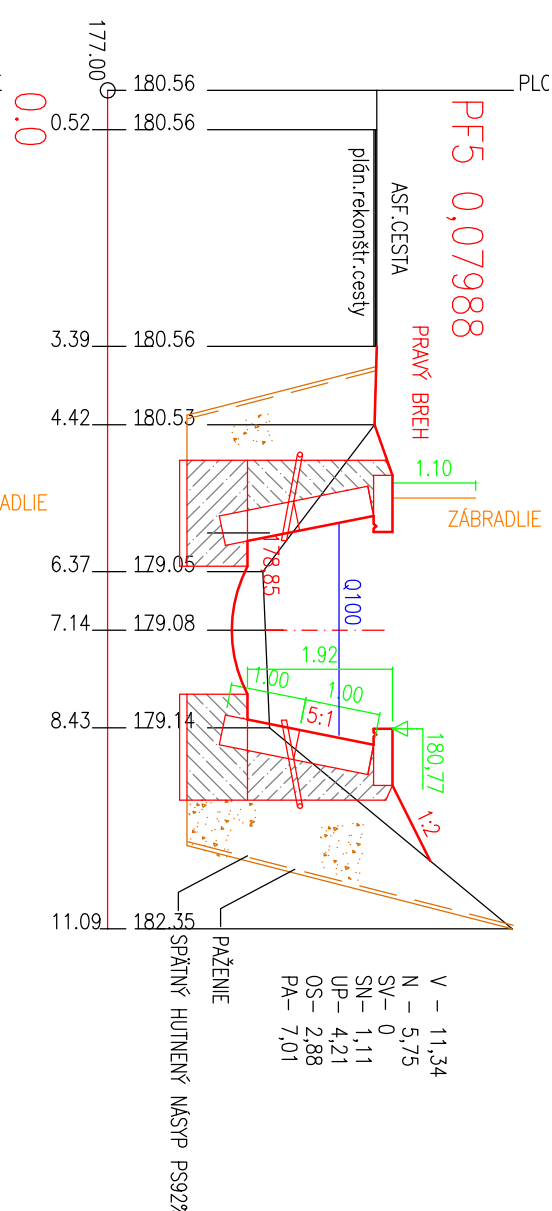 PF5 0,07988
177.00
180.56
PLO
0.0
0.52
180.56
ASF.CESTA
plán.rekonštr.cesty
3.39
180.56
PRAVÝ BREH
4.42
180.53
1.10
ZÁBRADLIE
ADLIE
6.37
179.05
178,85
Q100
7.14
179.08
1.92
1.00
1.00
5:1
8.43
179.14
180,77
1:2
11.09
182.35
PAŽENIE
SPÄTNÝ HUTNENÝ NÁSYP PS92%
V - 11,34
N - 5,75
SV- 0
SN- 1,11
UP- 4,21
OS- 2,88
PA- 7,01